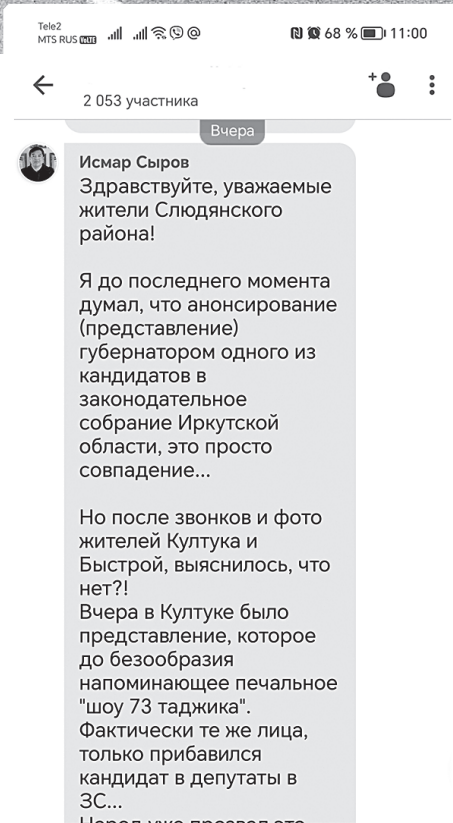 Tele2
MTS RUS VoLTE
68 % 11:00
2 053 участника
Вчера
Исмар Сыров
Здравствуйте, уважаемые
жители Слюдянского
района!
Я до последнего момента
думал, что анонсирование
(представление)
губернатором одного из
кандидатов в
законодательное
собрание Иркутской
области, это просто
совпадение...
Но после звонков и фото
жителей Култука и
Быстрой, выяснилось, что
нет?!
Вчера в Култуке было
представление, которое
до безобразия
напоминающее печальное
"шоу 73 таджика".
Фактически те же лица,
только прибавился
кандидат в депутаты в
ЗС...